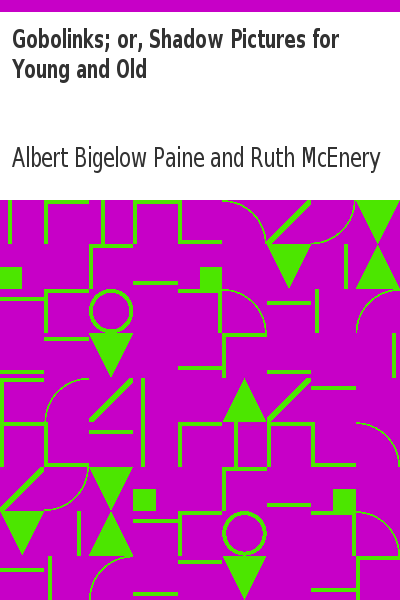 Gobolinks; or, Shadow Pictures for
Young and Old
Albert Bigelow Paine and Ruth McEnery